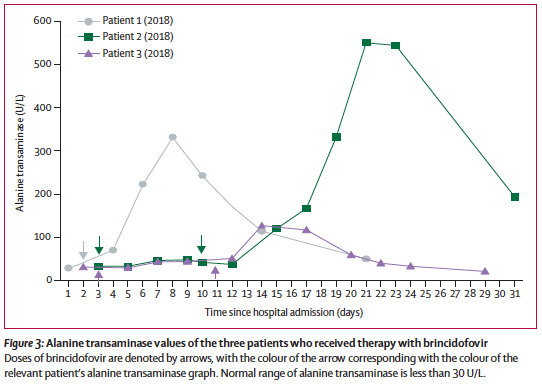 600
500
400
300
200
100
0
Alanine transaminase (U/L)
Patient 1 (2018)
Patient 2 (2018)
Patient 3 (2018)
1 2 3 4 5 6 7 8 9 10 11 12 13 14 15 16 17 18 19 20 21 22 23 24 25 26 27 28 29 30 31
Time since hospital admission (days)
Figure 3: Alanine transaminase values of the three patients who received therapy with brincidofovir
Doses of brincidofovir are denoted by arrows, with the colour of the arrow corresponding with the colour of the
relevant patient's alanine transaminase graph. Normal range of alanine transaminase is less than 30 U/L.